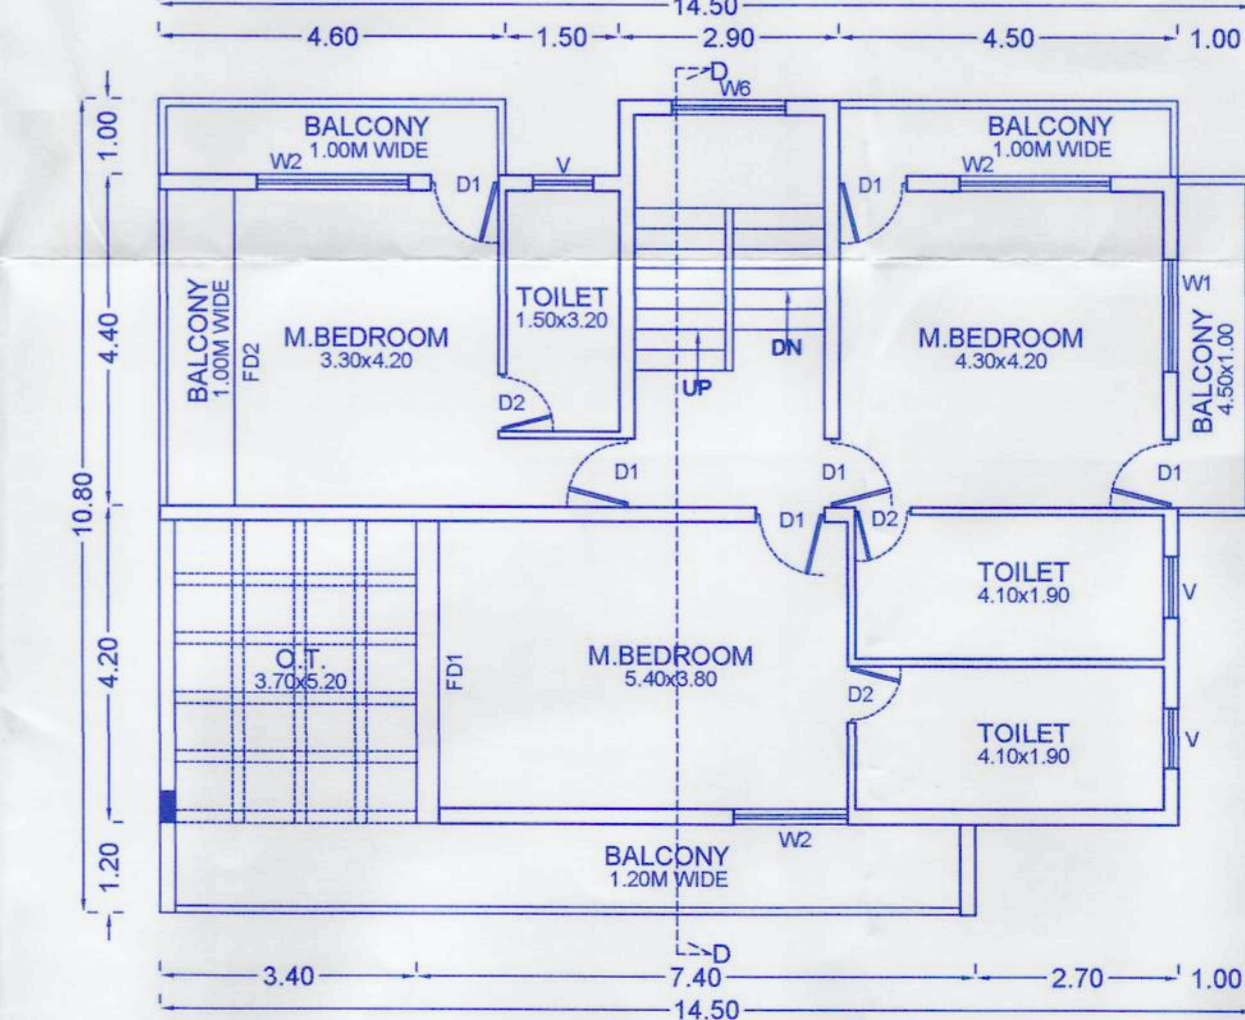 14.50
4.60 1.50 2.90 4.50 1.00
D
W6
BALCONY
1.00M WIDE
W2
D1
V
BALCONY
1.00M WIDE
W2
D1
1.00
4.40
10.80
4.20
1.20
BALCONY
1.00M WIDE
FD2
M.BEDROOM
3.30x4.20
TOILET
1.50x3.20
D2
D1
UP
DN
M.BEDROOM
4.30x4.20
W1
BALCONY
4.50x1.00
D1
D1
D1
D2
O.T.
3.70x5.20
FD1
M.BEDROOM
5.40x3.80
TOILET
4.10x1.90
V
D2
TOILET
4.10x1.90
V
W2
BALCONY
1.20M WIDE
D
3.40 7.40 2.70 1.00
14.50